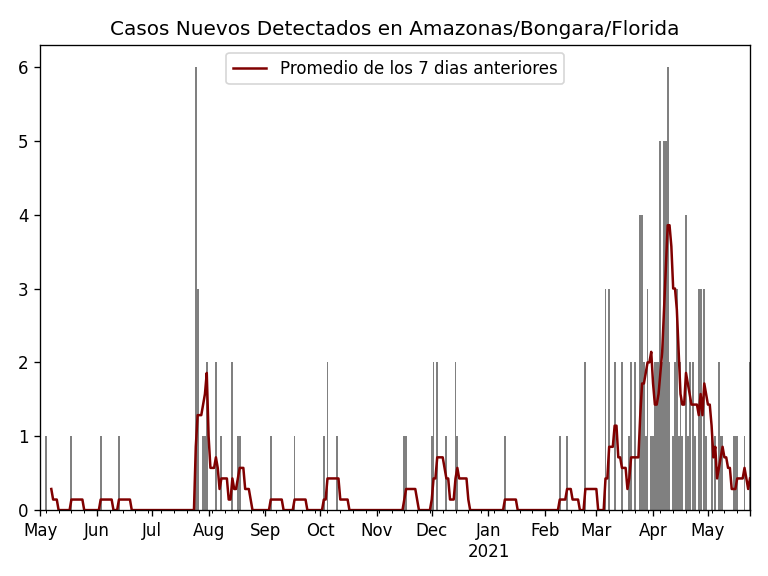 Casos Nuevos Detectados en Amazonas/Bongara/Florida
Promedio de los 7 dias anteriores
6
5
4
3
2
1
0
May Jun Jul Aug Sep Oct Nov Dec Jan Feb Mar Apr May
2021